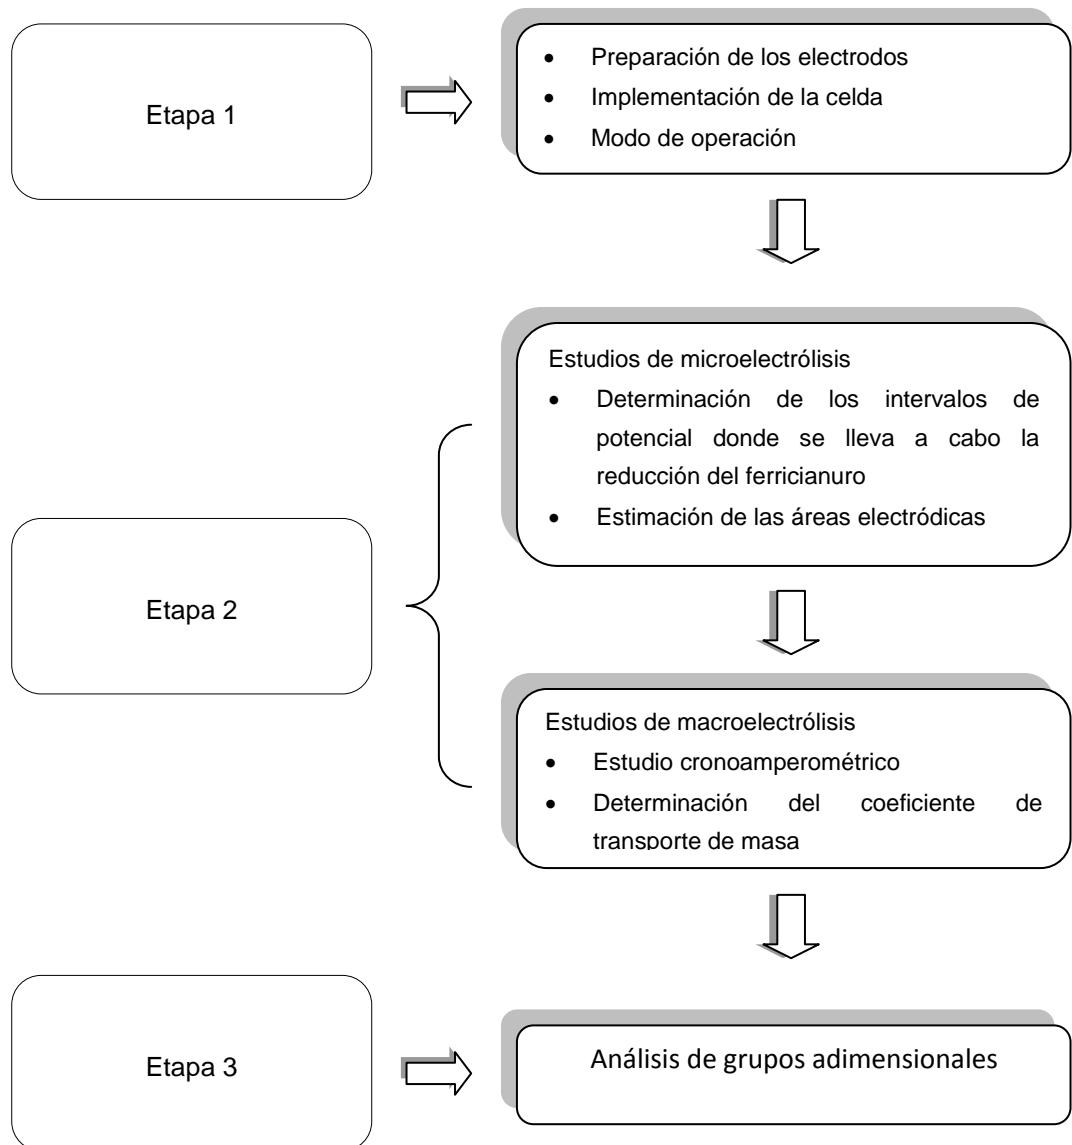 Etapa 1
• Preparación de los electrodos
• Implementación de la celda
• Modo de operación
Etapa 2
Estudios de microelectrólisis
• Determinación de los intervalos de
potencial donde se lleva a cabo la
reducción del ferricianuro
• Estimación de las áreas electródicas
Estudios de macroelectrólisis
• Estudio cronoamperométrico
• Determinación del coeficiente de
transporte de masa
Etapa 3
Análisis de grupos adimensionales